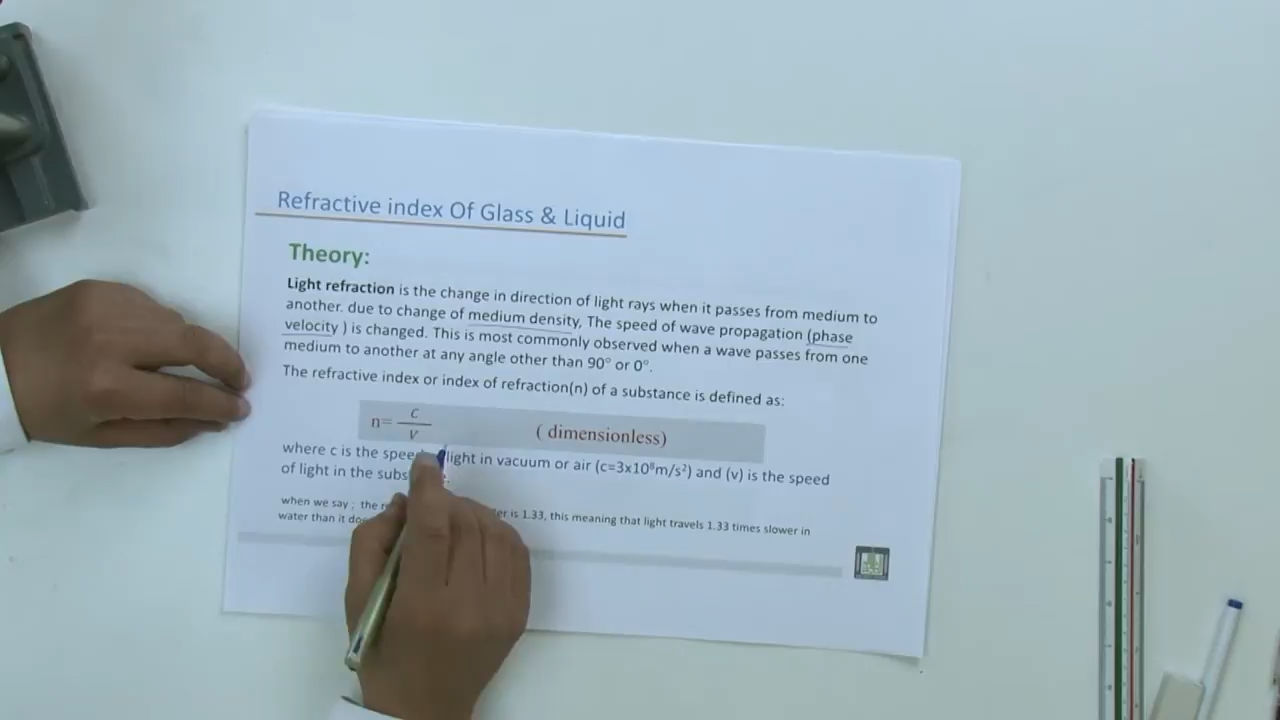 Refractive index Of Glass & Liquid
Theory:
Light refraction is the change in direction of light rays when it passes from medium to
another. due to change of medium density, The speed of wave propagation (phase
velocity ) is changed. This is most commonly observed when a wave passes from one
medium to another at any angle other than 90° or 0°.
The refractive index or index of refraction(n) of a substance is defined as:
n= C / V ( dimensionless)
where c is the speed light in vacuum or air (c=3x10⁸m/s²) and (v) is the speed
of light in the
when we say ; the is 1.33, this meaning that light travels 1.33 times slower in
water than it